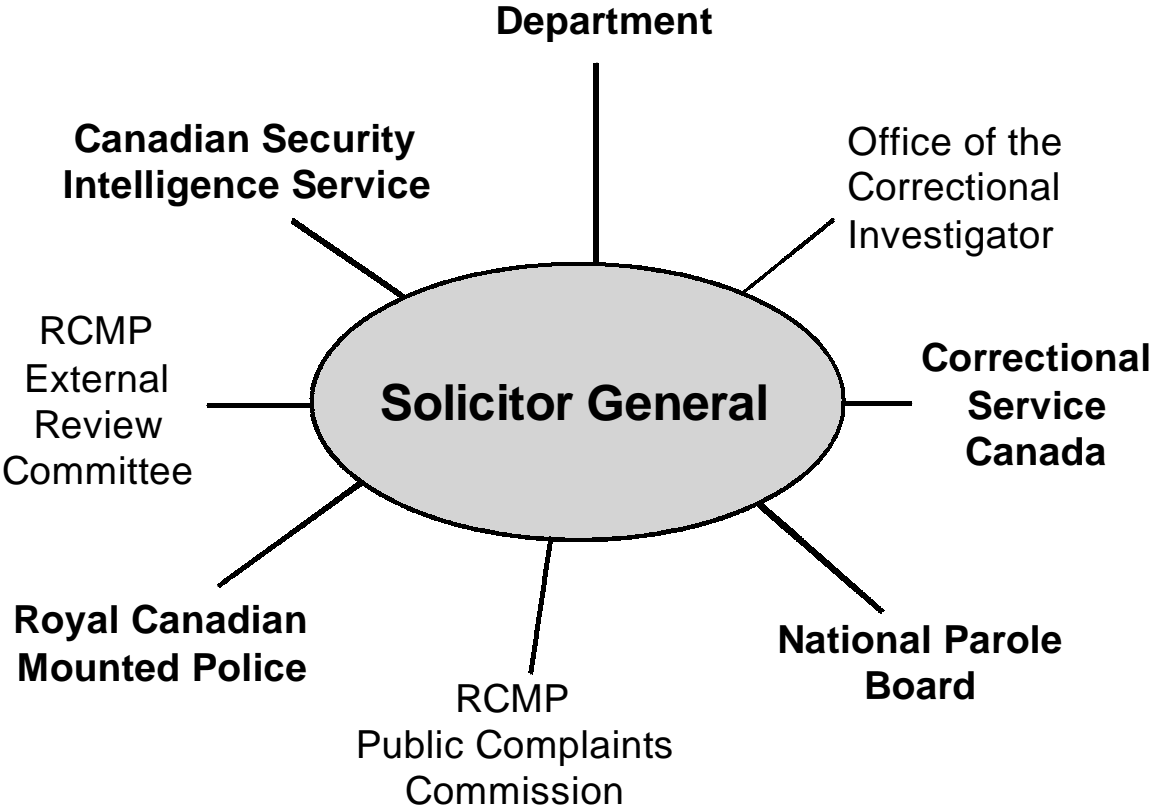 Department
Canadian Security
Intelligence Service
Office of the
Correctional
Investigator
RCMP
External
Review
Committee
Solicitor General
Correctional
Service
Canada
Royal Canadian
Mounted Police
RCMP
Public Complaints
Commission
National Parole
Board